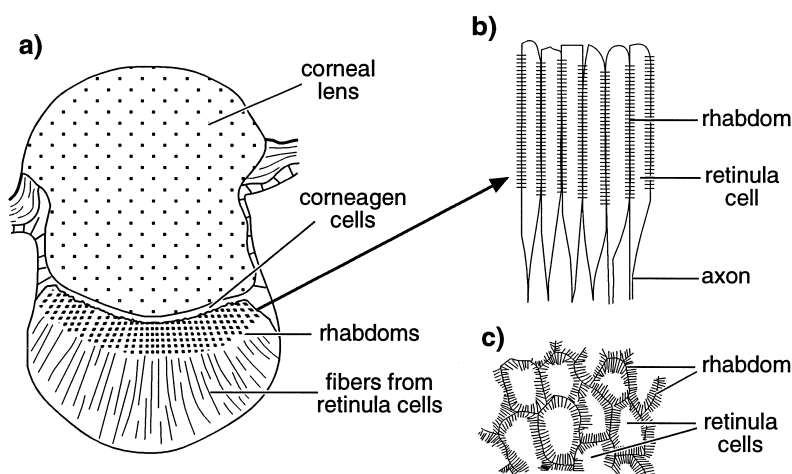 a)
corneal
lens
corneagen
cells
rhabdoms
fibers from
retinula cells
b)
rhabdom
retinula
cell
axon
c)
rhabdom
retinula
cells